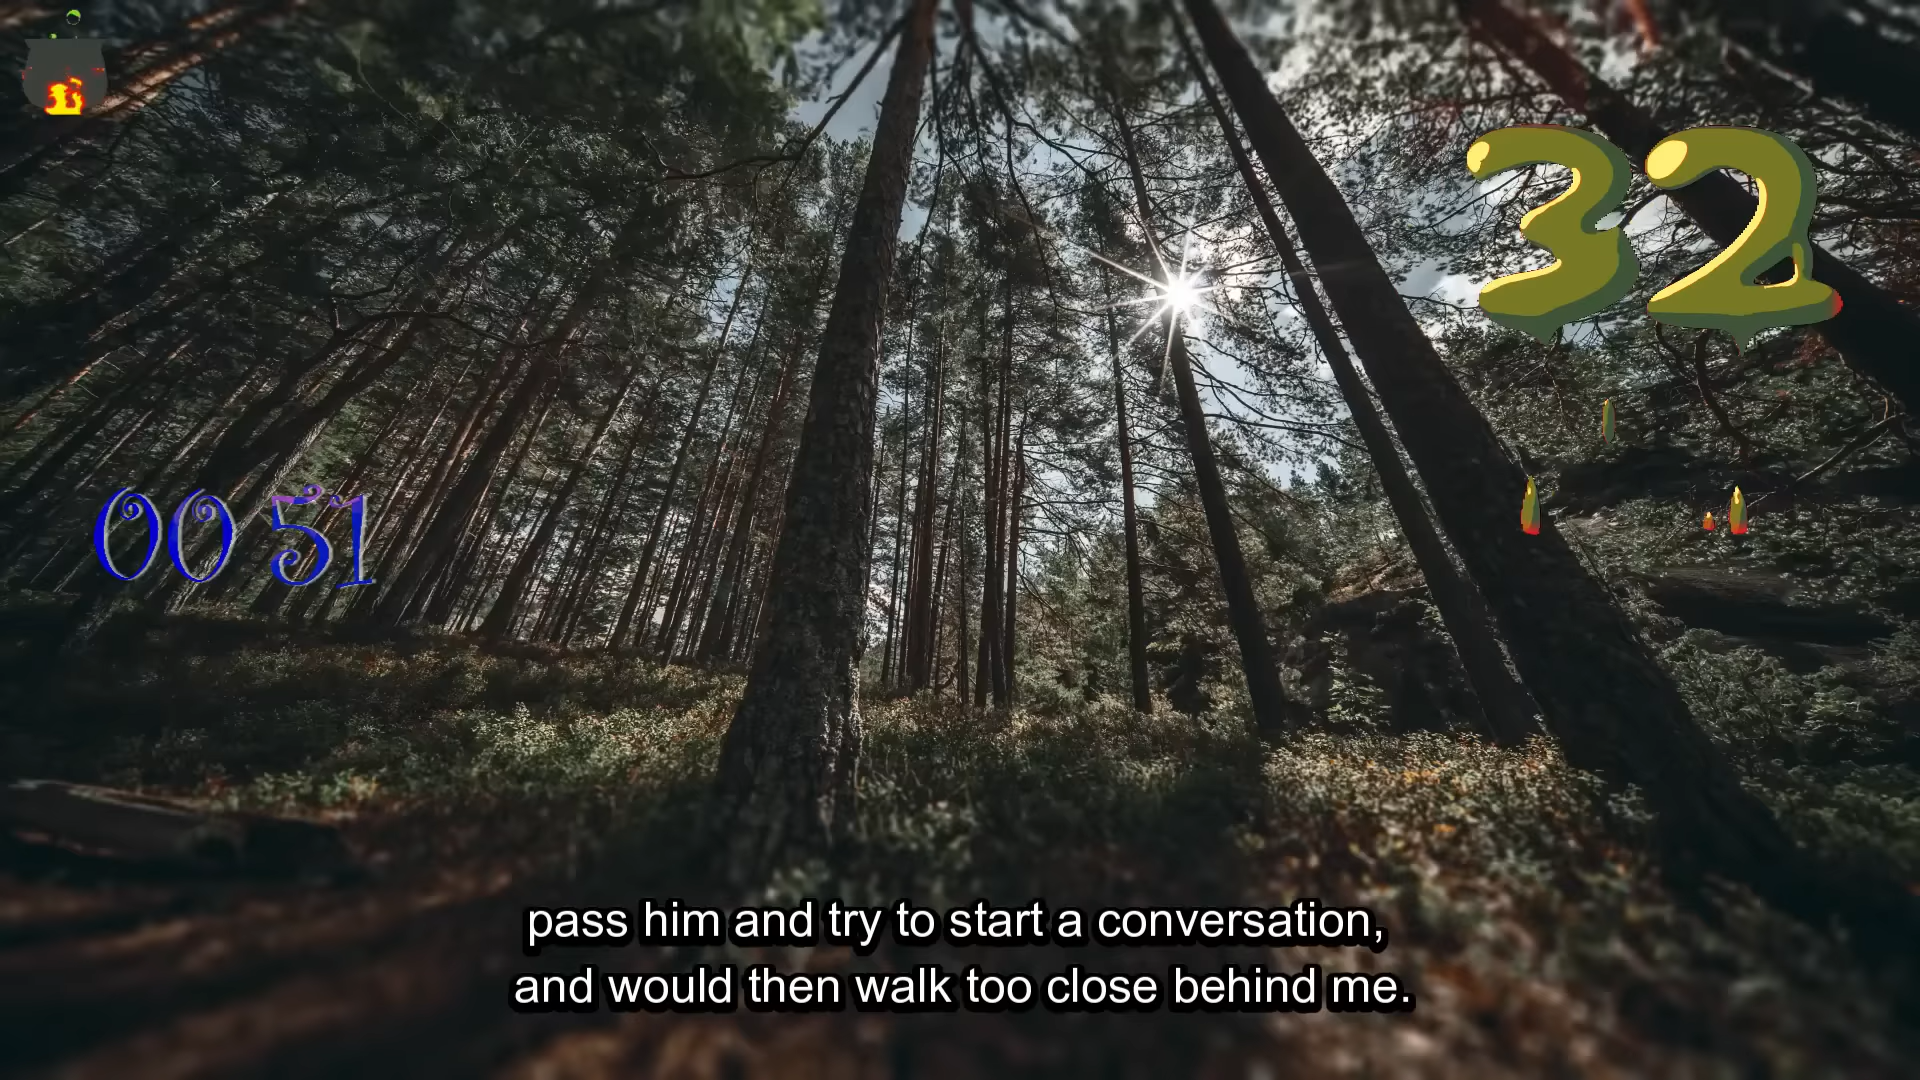 32
00 51
pass him and try to start a conversation,
and would then walk too close behind me.